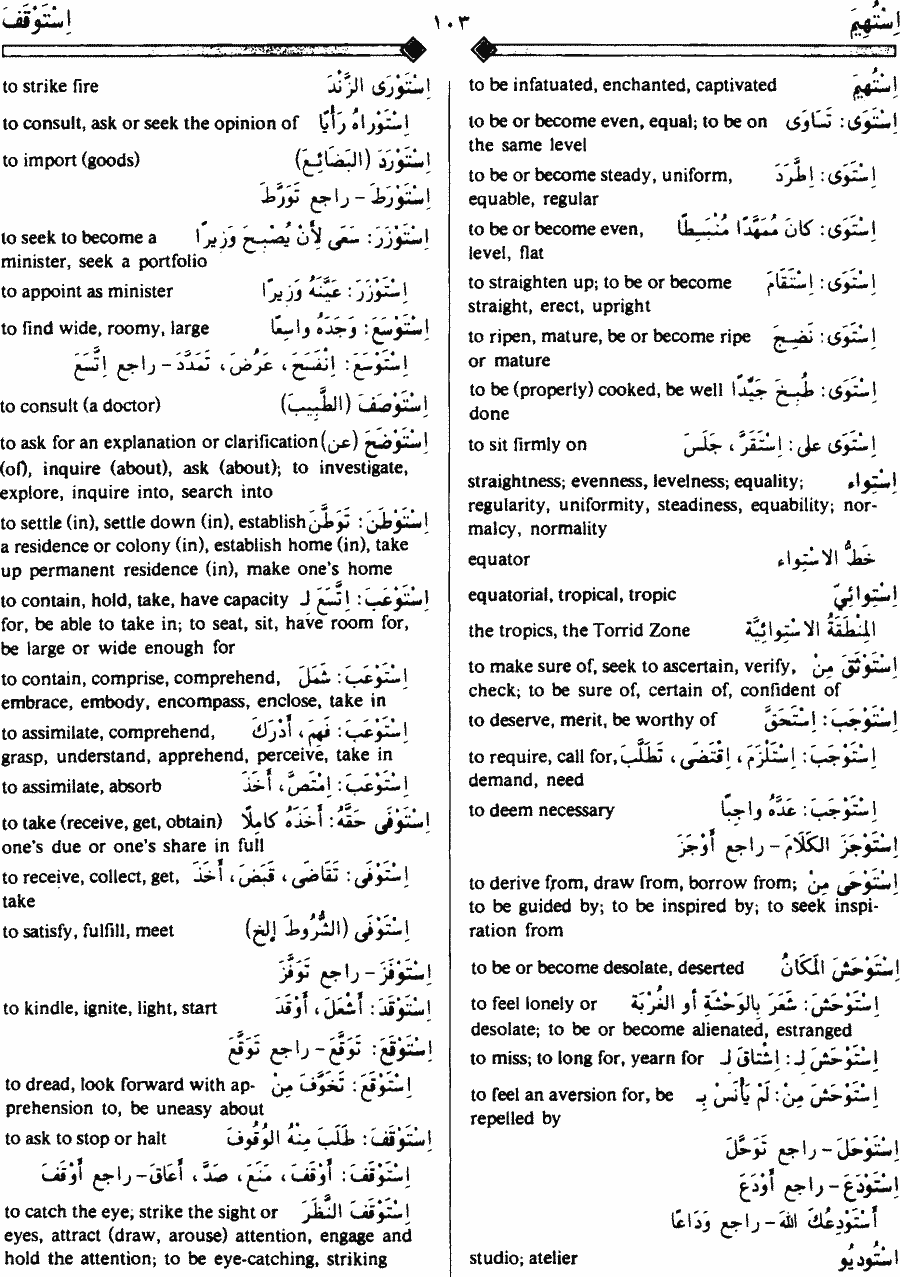 اِسْتُهِيمَ ١٠٣ اِسْتَوْقَفَ
اِسْتُهِيمَ to be infatuated, enchanted, captivated
اِسْتَوَى: تَسَاوَى to be or become even, equal; to be on
the same level
اِسْتَوَى: اِطَّرَدَ to be or become steady, uniform,
equable, regular
اِسْتَوَى: كانَ مُمَهَّدًا مُنْبَسِطًا to be or become even,
level, flat
اِسْتَوَى: اِسْتَقَامَ to straighten up; to be or become
straight, erect, upright
اِسْتَوَى: نَضِجَ to ripen, mature, be or become ripe
or mature
اِسْتَوَى: طُبِخَ جَيِّدًا to be (properly) cooked, be well
done
اِسْتَوَى على: اِسْتَقَرَّ، جَلَسَ to sit firmly on
اِسْتِواء straightness; evenness, levelness; equality;
regularity, uniformity, steadiness, equability; nor-
malcy, normality
خَطُّ الاسْتِواء equator
اِسْتِوائيّ equatorial, tropical, tropic
المِنْطَقَةُ الاسْتِوائيَّة the tropics, the Torrid Zone
اِسْتَوْثَقَ مِنْ to make sure of, seek to ascertain, verify,
check; to be sure of, certain of, confident of
اِسْتَوْجَبَ: اِسْتَحَقَّ to deserve, merit, be worthy of
اِسْتَوْجَبَ: اِسْتَلْزَمَ، اِقْتَضَى، تَطَلَّبَ to require, call for,
demand, need
اِسْتَوْجَبَ: عَدَّهُ واجِبًا to deem necessary
اِسْتَوْجَزَ الكَلَامَ - راجع أَوْجَزَ
اِسْتَوْحَى مِنْ to derive from, draw from, borrow from;
to be guided by; to be inspired by; to seek inspi-
ration from
اِسْتَوْحَشَ المَكَانُ to be or become desolate, deserted
اِسْتَوْحَشَ: شَعَرَ بِالوَحْشَةِ أو الغُرْبَة to feel lonely or
desolate; to be or become alienated, estranged
اِسْتَوْحَشَ لـ: اِشْتَاقَ لـ to miss; to long for, yearn for
اِسْتَوْحَشَ مِنْ: لَمْ يَأْنَسْ بِـ to feel an aversion for, be
repelled by
اِسْتَوْحَلَ - راجع تَوَحَّلَ
اِسْتَوْدَعَ - راجع أَوْدَعَ
أَسْتَوْدِعُكَ اللهَ - راجع وَدَاعًا
اسْتُودِيُو studio; atelier
اِسْتَوْرَى الزَّنْدَ to strike fire
اِسْتَوْراهُ رَأْيًا to consult, ask or seek the opinion of
اِسْتَوْرَدَ (البَضَائِعَ) to import (goods)
اِسْتَوْرَطَ - راجع تَوَرَّطَ
اِسْتَوْزَرَ: سَعَى لأنْ يُصْبِحَ وَزِيرًا to seek to become a
minister, seek a portfolio
اِسْتَوْزَرَ: عَيَّنَهُ وَزِيرًا to appoint as minister
اِسْتَوْسَعَ: وَجَدَهُ واسِعًا to find wide, roomy, large
اِسْتَوْسَعَ: اِنْفَسَحَ، عَرُضَ، تَمَدَّدَ - راجع اِتَّسَعَ
اِسْتَوْصَفَ (الطَّبِيبَ) to consult (a doctor)
اِسْتَوْضَحَ (عن) to ask for an explanation or clarification
(of), inquire (about), ask (about); to investigate,
explore, inquire into, search into
اِسْتَوْطَنَ: تَوَطَّنَ to settle (in), settle down (in), establish
a residence or colony (in), establish home (in), take
up permanent residence (in), make one's home
اِسْتَوْعَبَ: اِتَّسَعَ لـ to contain, hold, take, have capacity
for, be able to take in; to seat, sit, have room for,
be large or wide enough for
اِسْتَوْعَبَ: شَمَلَ to contain, comprise, comprehend,
embrace, embody, encompass, enclose, take in
اِسْتَوْعَبَ: فَهِمَ، أَدْرَكَ to assimilate, comprehend,
grasp, understand, apprehend, perceive, take in
اِسْتَوْعَبَ: اِمْتَصَّ، أَخَذَ to assimilate, absorb
اِسْتَوْفَى حَقَّهُ: أَخَذَهُ كامِلًا to take (receive, get, obtain)
one's due or one's share in full
اِسْتَوْفَى: تَقَاضَى، قَبَضَ، أَخَذَ to receive, collect, get,
take
اِسْتَوْفَى (الشُّرُوطَ إلخ) to satisfy, fulfill, meet
اِسْتَوْفَزَ - راجع تَوَفَّزَ
اِسْتَوْقَدَ: أَشْعَلَ، أَوْقَدَ to kindle, ignite, light, start
اِسْتَوْقَعَ: تَوَقَّعَ - راجع تَوَقَّعَ
اِسْتَوْقَعَ: تَخَوَّفَ مِنْ to dread, look forward with ap-
prehension to, be uneasy about
اِسْتَوْقَفَ: طَلَبَ مِنْهُ الوُقُوفَ to ask to stop or halt
اِسْتَوْقَفَ: أَوْقَفَ، مَنَعَ، صَدَّ، أَعَاقَ - راجع أَوْقَفَ
اِسْتَوْقَفَ النَّظَرَ to catch the eye; strike the sight or
eyes, attract (draw, arouse) attention, engage and
hold the attention; to be eye-catching, striking